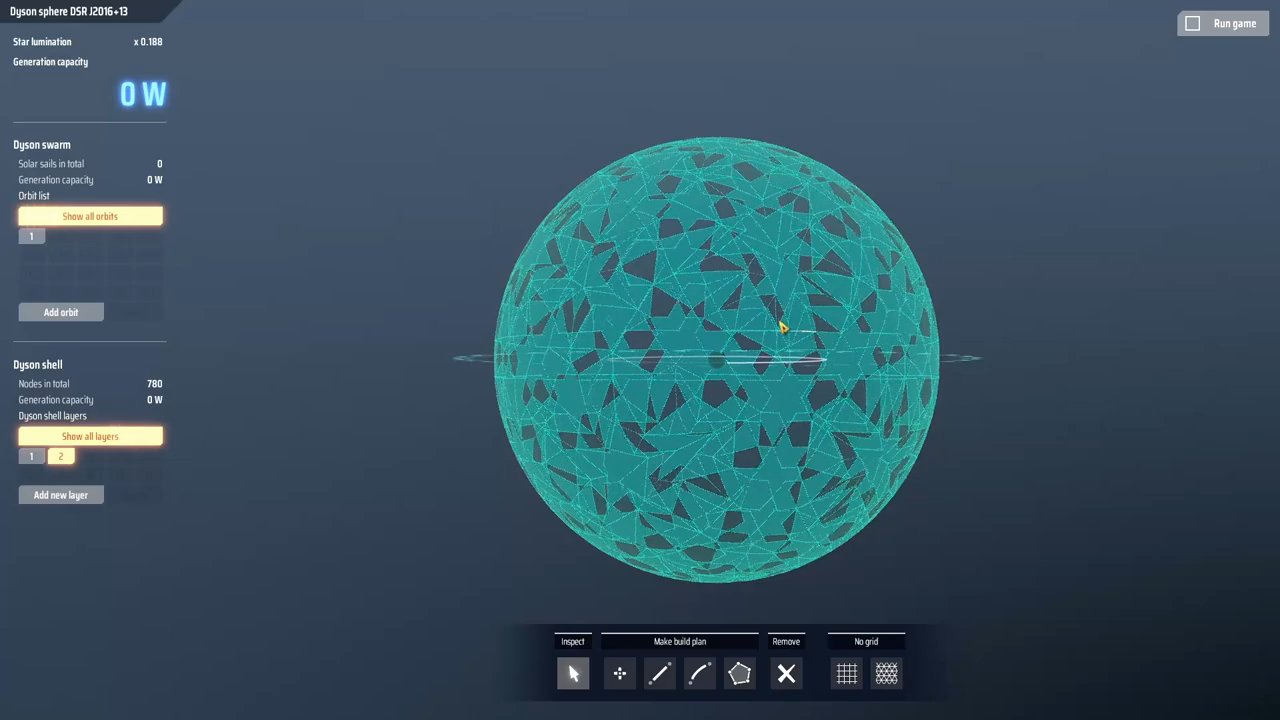 Dyson sphere DSR J2016+13
Run game
Star lumination x 0.188
Generation capacity
0 W
Dyson swarm
Solar sails in total 0
Generation capacity 0 W
Orbit list
Show all orbits
1
Add orbit
Dyson shell
Nodes in total 780
Generation capacity 0 W
Dyson shell layers
Show all layers
1 2
Add new layer
Inspect Make build plan Remove No grid